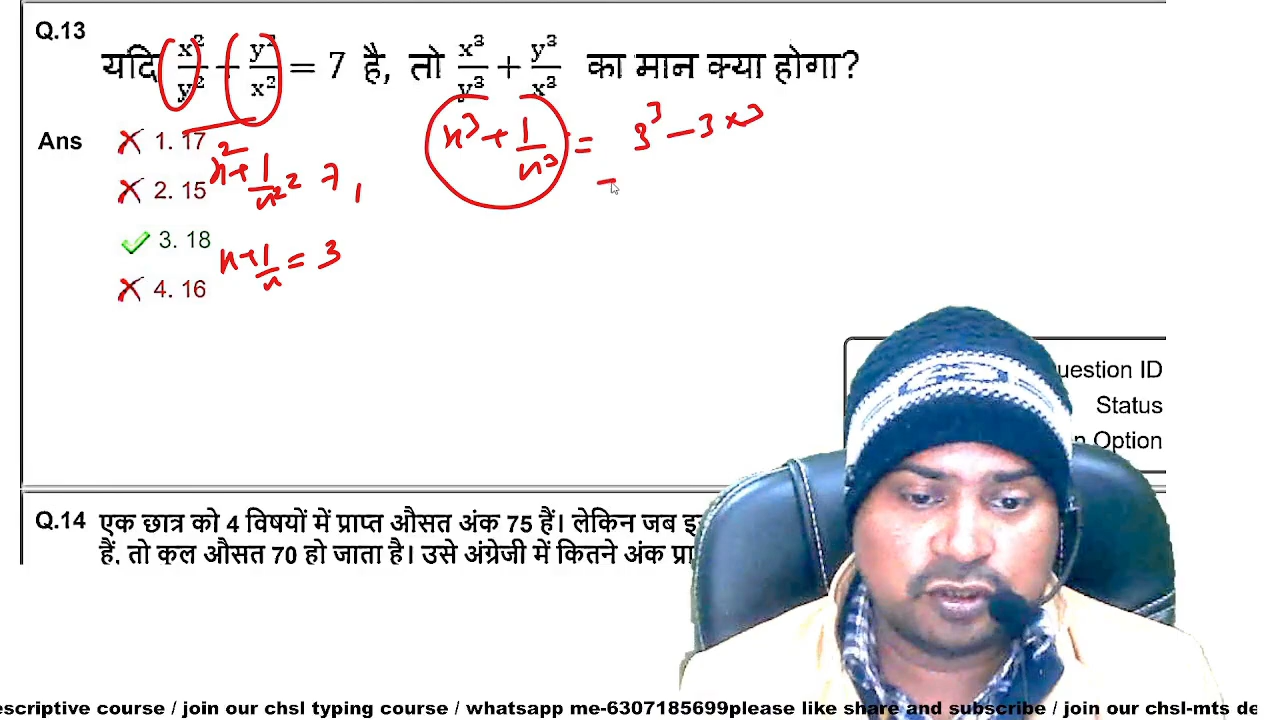 Q.13
यदि x²/y² + y²/x² = 7 है, तो x³/y³ + y³/x³ का मान क्या होगा?
Ans
1. 17
2. 15
3. 18
4. 16
x² + 1/x² = 7,
x + 1/x = 3
x³ + 1/x³ = 3³ - 3×3
=
uestion ID
Status
n Option
Q.14 एक छात्र को 4 विषयों में प्राप्त औसत अंक 75 हैं। लेकिन जब
हैं, तो कुल औसत 70 हो जाता है। उसे अंग्रेजी में कितने अंक
escriptive course / join our chsl typing course / whatsapp me-6307185699please like share and subscribe / join our chsl-mts de